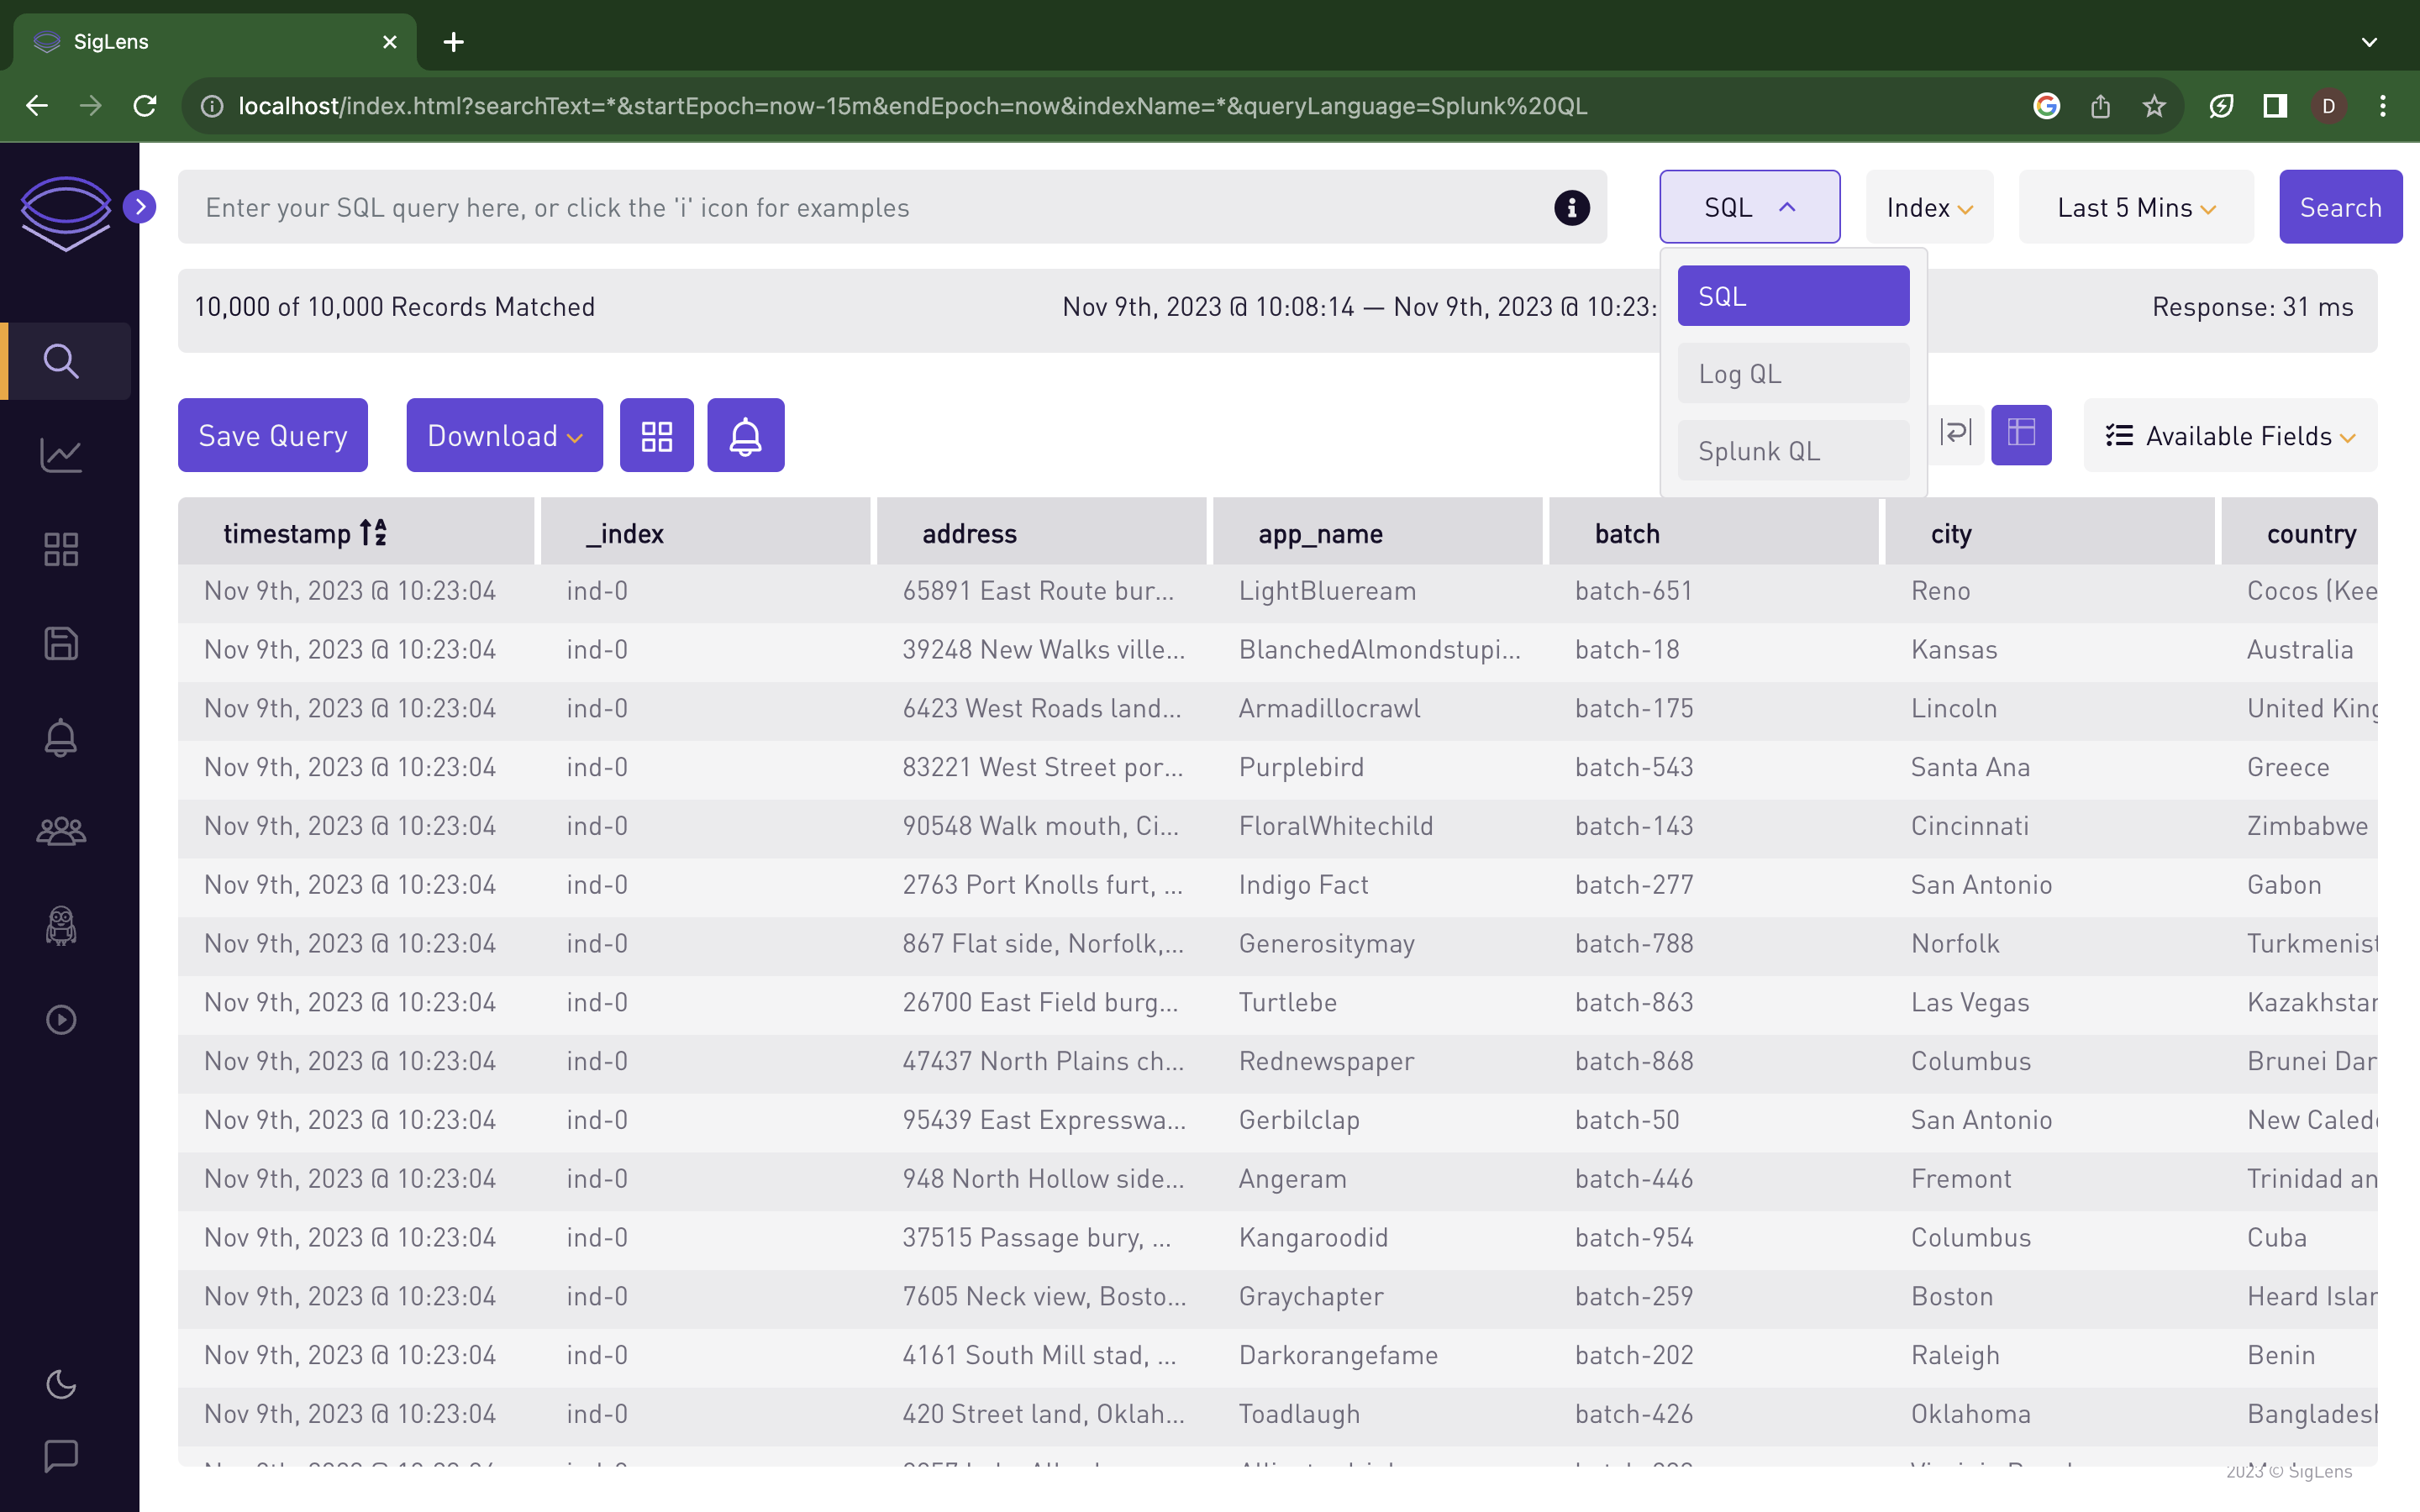 SigLens
localhost/index.html?searchText=*&startEpoch=now-15m&endEpoch=now&indexName=*&queryLanguage=Splunk%20QL
D
Enter your SQL query here, or click the 'i' icon for examples
SQL
Index
Last 5 Mins
Search
SQL
Log QL
Splunk QL
10,000 of 10,000 Records Matched
Nov 9th, 2023 @ 10:08:14 — Nov 9th, 2023 @ 10:23:
Response: 31 ms
Save Query
Download
Available Fields
timestamp _index address app_name batch city country
Nov 9th, 2023 @ 10:23:04 ind-0 65891 East Route bur... LightBlueream batch-651 Reno Cocos (Kee
Nov 9th, 2023 @ 10:23:04 ind-0 39248 New Walks ville... BlanchedAlmondstupi... batch-18 Kansas Australia
Nov 9th, 2023 @ 10:23:04 ind-0 6423 West Roads land... Armadillocrawl batch-175 Lincoln United King
Nov 9th, 2023 @ 10:23:04 ind-0 83221 West Street por... Purplebird batch-543 Santa Ana Greece
Nov 9th, 2023 @ 10:23:04 ind-0 90548 Walk mouth, Ci... FloralWhitechild batch-143 Cincinnati Zimbabwe
Nov 9th, 2023 @ 10:23:04 ind-0 2763 Port Knolls furt, ... Indigo Fact batch-277 San Antonio Gabon
Nov 9th, 2023 @ 10:23:04 ind-0 867 Flat side, Norfolk,... Generositymay batch-788 Norfolk Turkmenist
Nov 9th, 2023 @ 10:23:04 ind-0 26700 East Field burg... Turtlebe batch-863 Las Vegas Kazakhstan
Nov 9th, 2023 @ 10:23:04 ind-0 47437 North Plains ch... Rednewspaper batch-868 Columbus Brunei Dar
Nov 9th, 2023 @ 10:23:04 ind-0 95439 East Expresswa... Gerbilclap batch-50 San Antonio New Caled
Nov 9th, 2023 @ 10:23:04 ind-0 948 North Hollow side... Angeram batch-446 Fremont Trinidad an
Nov 9th, 2023 @ 10:23:04 ind-0 37515 Passage bury, ... Kangaroodid batch-954 Columbus Cuba
Nov 9th, 2023 @ 10:23:04 ind-0 7605 Neck view, Bosto... Graychapter batch-259 Boston Heard Islan
Nov 9th, 2023 @ 10:23:04 ind-0 4161 South Mill stad, ... Darkorangefame batch-202 Raleigh Benin
Nov 9th, 2023 @ 10:23:04 ind-0 420 Street land, Oklah... Toadlaugh batch-426 Oklahoma Bangladesh
2023 © SigLens